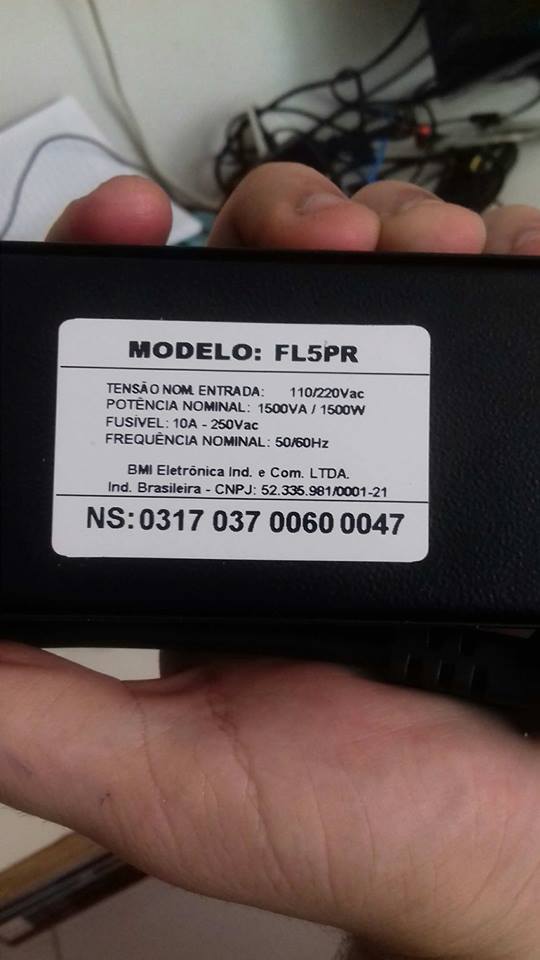 MODELO: FL5PR
TENSÃO NOM. ENTRADA: 110/220Vac
POTÊNCIA NOMINAL: 1500VA / 1500W
FUSÍVEL: 10A - 250Vac
FREQUÊNCIA NOMINAL: 50/60Hz
BMI Eletrônica Ind. e Com. LTDA.
Ind. Brasileira - CNPJ: 52.335.981/0001-21
NS: 0317 037 0060 0047